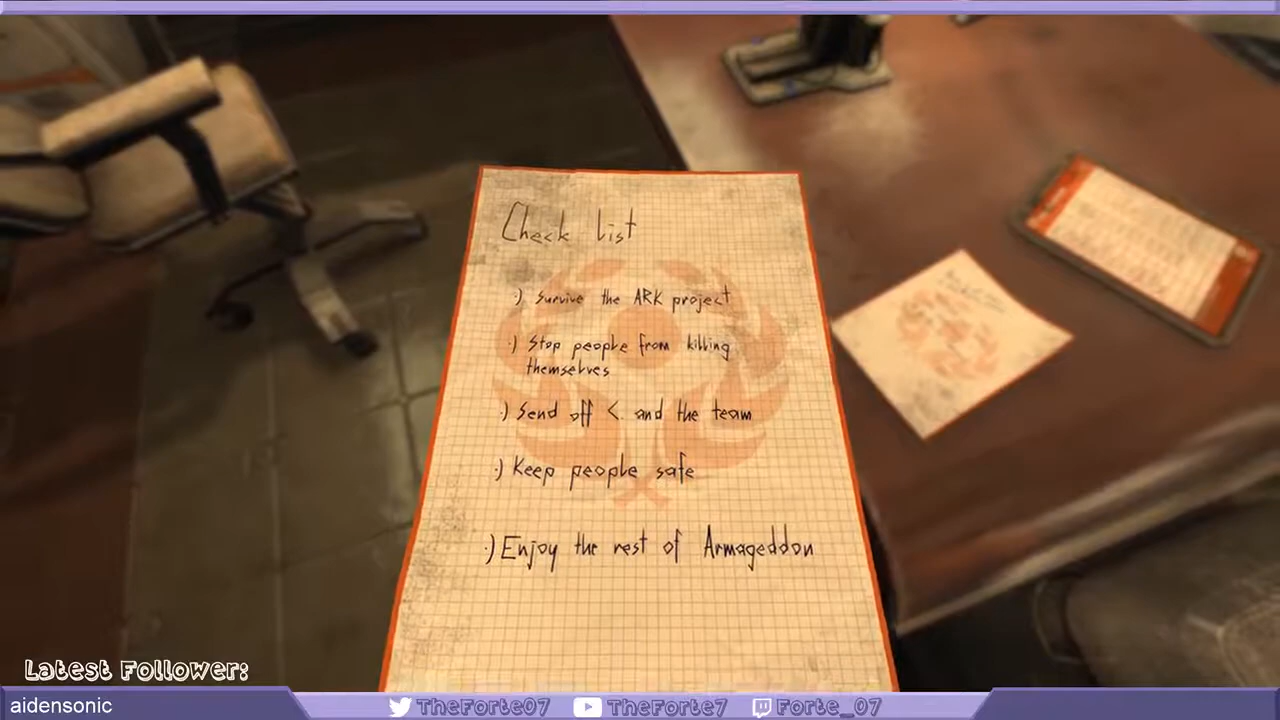 Check list
·) Survive the ARK project
·) Stop people from killing
themselves
·) Send off C and the team
·) Keep people safe
·) Enjoy the rest of Armageddon
Latest Follower:
aidensonic
TheForte07
TheForte7
Forte_07